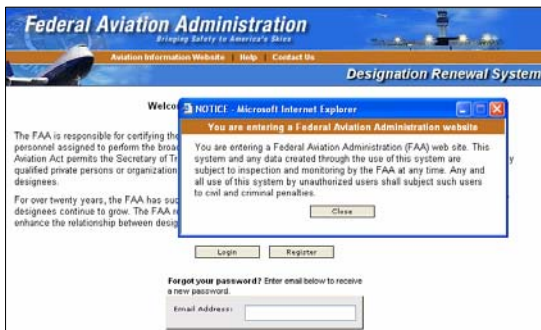 Federal Aviation Administration
Bringing Safety to America's Skies
Aviation Information Website | Help | Contact Us
Designation Renewal System
Welco
NOTICE - Microsoft Internet Explorer
You are entering a Federal Aviation Administration website
You are entering a Federal Aviation Administration (FAA) web site. This
system and any data created through the use of this system are
subject to inspection and monitoring by the FAA at any time. Any and
all use of this system by unauthorized users shall subject such users
to civil and criminal penalties.
Close
The FAA is responsible for certifying the
personnel assigned to perform the broa
Aviation Act permits the Secretary of Tr
y
qualified private persons or organization
designees.
For over twenty years, the FAA has suc
designees continue to grow. The FAA re
enhance the relationship between desig
Login Register
Forgot your password? Enter email below to receive
a new password.
Email Address: